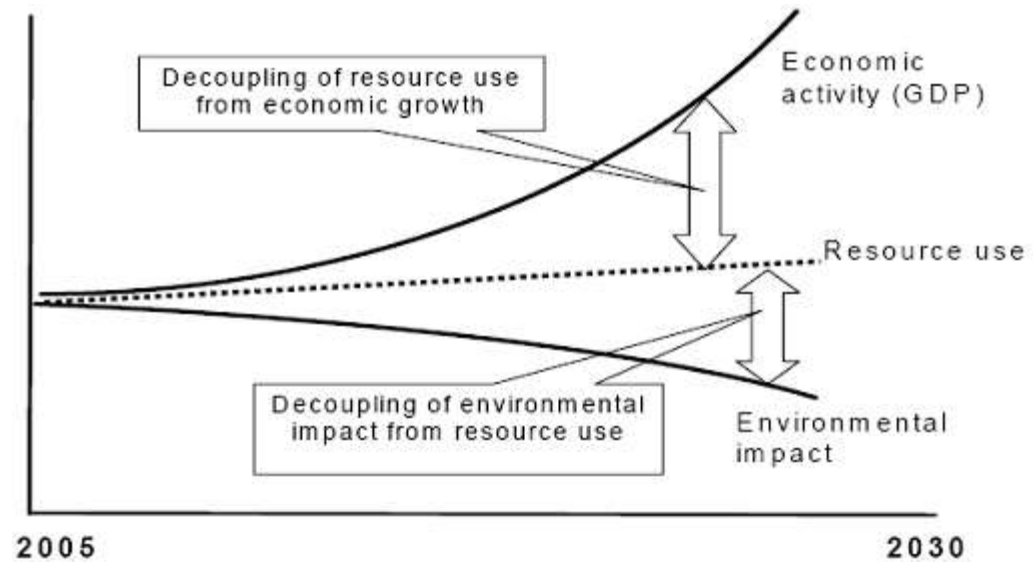 Decoupling of resource use
from economic growth
Economic
activity (GDP)
Resource use
Decoupling of environmental
impact from resource use
Environmental
impact
2005
2030